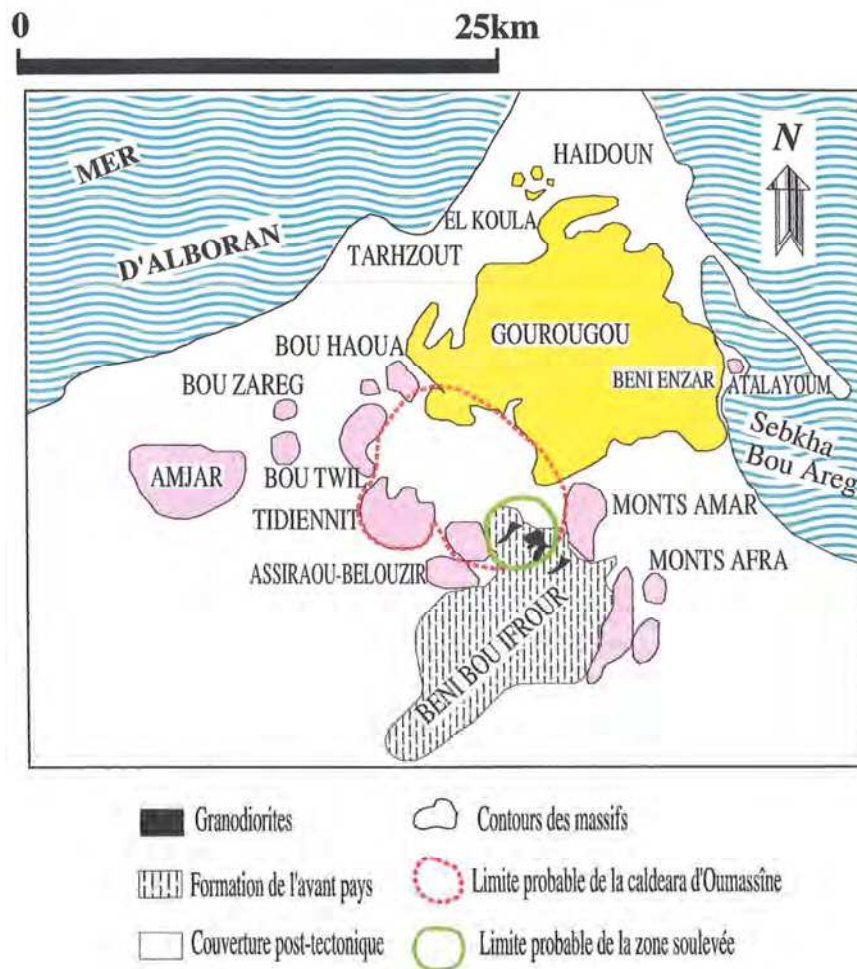 0 25km
MER
D'ALBORAN
N
HAIDOUN
EL KOULA
TARHZOUT
GOUROUGOU
BOU HAOUA
BENI ENZAR
ATALAYOUM
BOU ZAREG
Sebkha
Bou Areg
AMJAR
BOU TWIL
TIDIENNIT
MONTS AMAR
ASSIRAOU-BELOUZIR
MONTS AFRA
BENI BOU IFROUR
Granodiorites
Contours des massifs
Formation de l'avant pays
Limite probable de la caldeara d'Oumassîne
Couverture post-tectonique
Limite probable de la zone soulevée